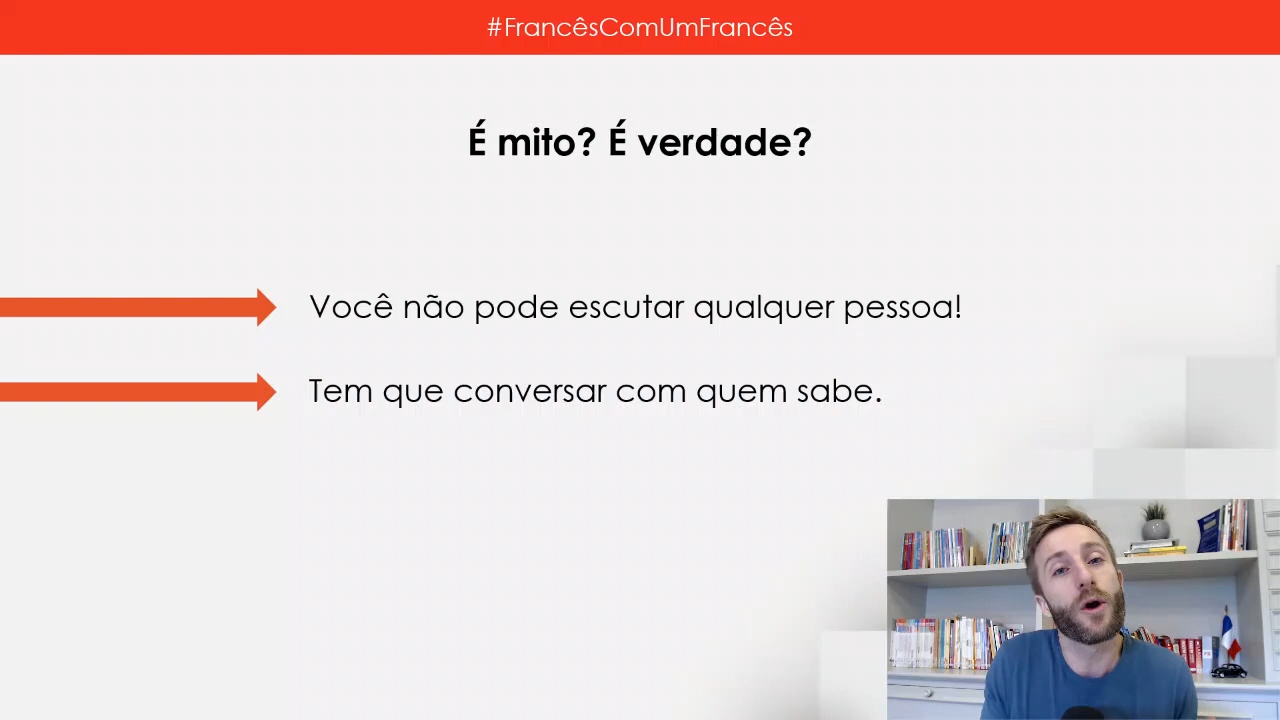 #FrancêsComUmFrancês
É mito? É verdade?
Você não pode escutar qualquer pessoa!
Tem que conversar com quem sabe.